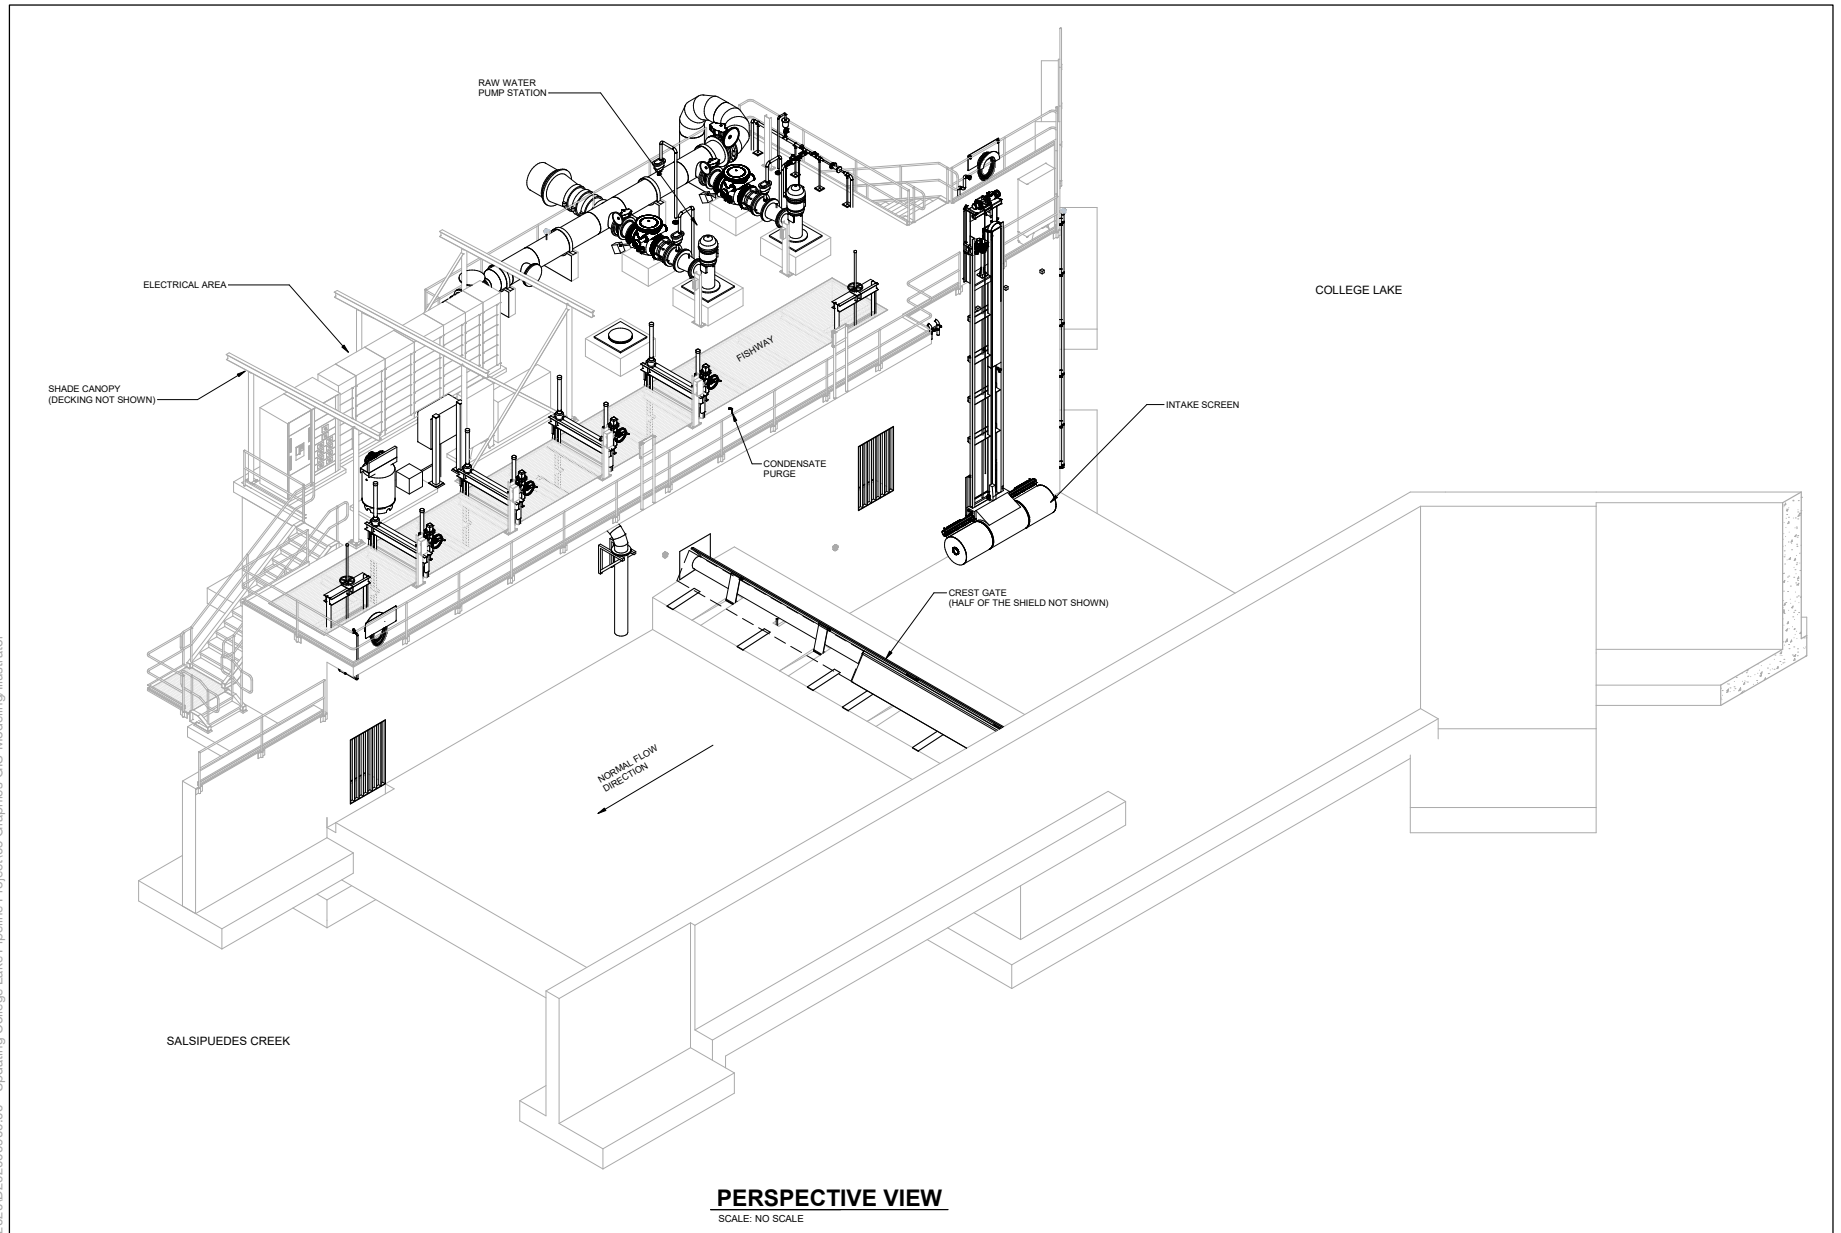 RAW WATER
PUMP STATION
ELECTRICAL AREA
COLLEGE LAKE
FISHWAY
SHADE CANOPY
(DECKING NOT SHOWN)
INTAKE SCREEN
CONDENSATE
PURGE
CREST GATE
(HALF OF THE SHIELD NOT SHOWN)
NORMAL FLOW
DIRECTION
SALSIPUEDES CREEK
PERSPECTIVE VIEW
SCALE: NO SCALE